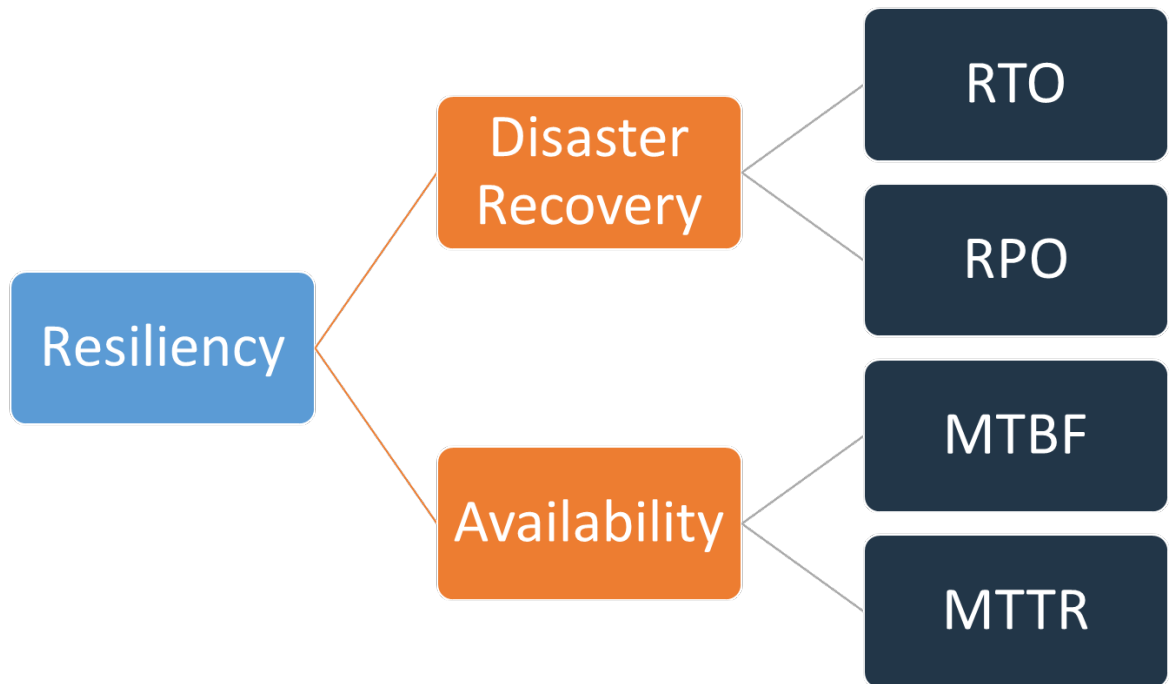 Resiliency
Disaster
Recovery
Availability
RTO
RPO
MTBF
MTTR